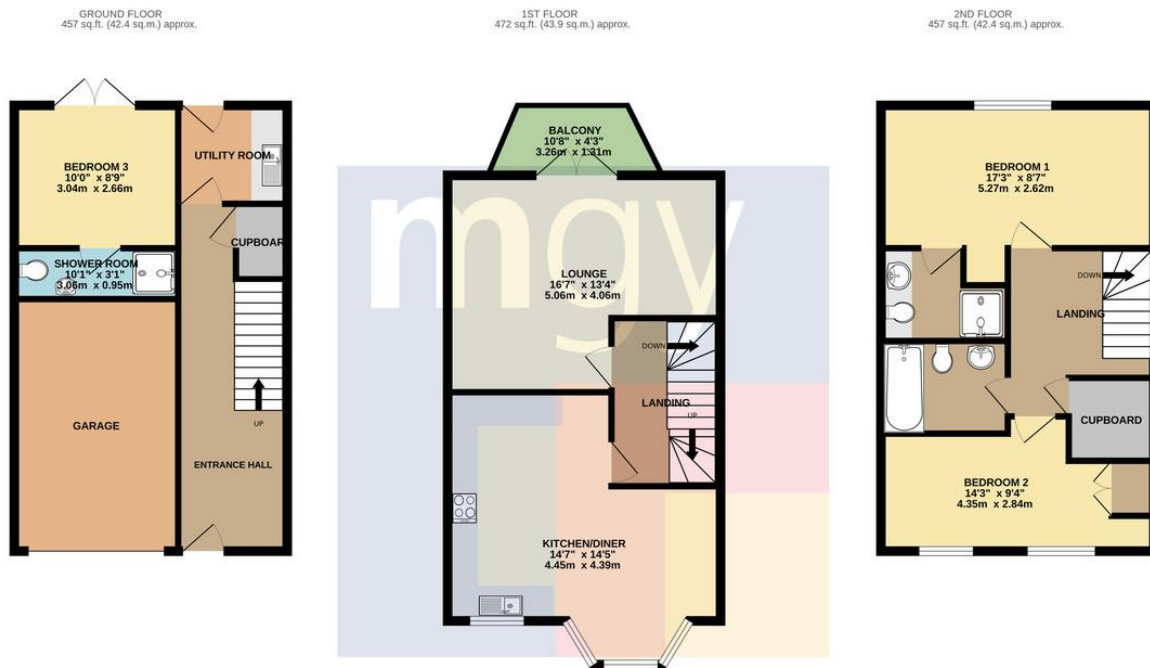 GROUND FLOOR
457 sq.ft. (42.4 sq.m.) approx.
1ST FLOOR
472 sq.ft. (43.9 sq.m.) approx.
2ND FLOOR
457 sq.ft. (42.4 sq.m.) approx.
BEDROOM 3
10'0" x 8'9"
3.04m x 2.66m
UTILITY ROOM
CUPBOAR
SHOWER ROOM
10'1" x 3'1"
3.06m x 0.95m
GARAGE
UP
ENTRANCE HALL
BALCONY
10'8" x 4'3"
3.26m x 1.31m
mgy
LOUNGE
16'7" x 13'4"
5.06m x 4.06m
DOWN
LANDING
UP
KITCHEN/DINER
14'7" x 14'5"
4.45m x 4.39m
BEDROOM 1
17'3" x 8'7"
5.27m x 2.62m
DOWN
LANDING
CUPBOARD
BEDROOM 2
14'3" x 9'4"
4.35m x 2.84m